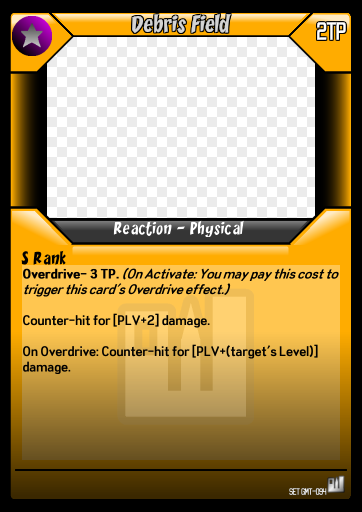 Debris Field
2TP
Reaction - Physical
S Rank
Overdrive- 3 TP. (On Activate: You may pay this cost to
trigger this card's Overdrive effect.)
Counter-hit for [PLV+2] damage.
On Overdrive: Counter-hit for [PLV+(target's Level)]
damage.
SET GMT-094